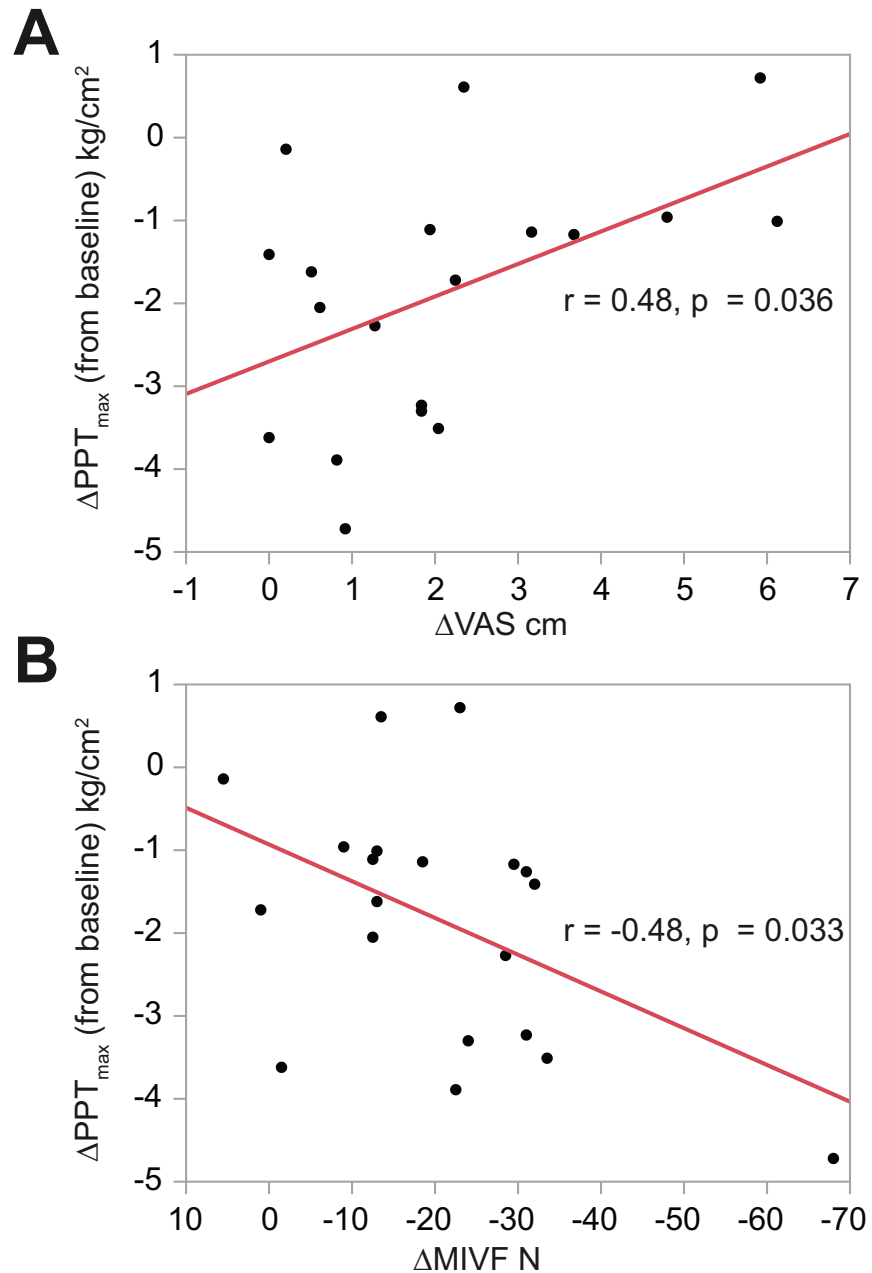 A
ΔPPTmax (from baseline) kg/cm²
1
0
-1
-2
-3
-4
-5
r = 0.48, p = 0.036
-1 0 1 2 3 4 5 6 7
ΔVAS cm
B
ΔPPTmax (from baseline) kg/cm²
1
0
-1
-2
-3
-4
-5
r = -0.48, p = 0.033
10 0 -10 -20 -30 -40 -50 -60 -70
ΔMIVF N